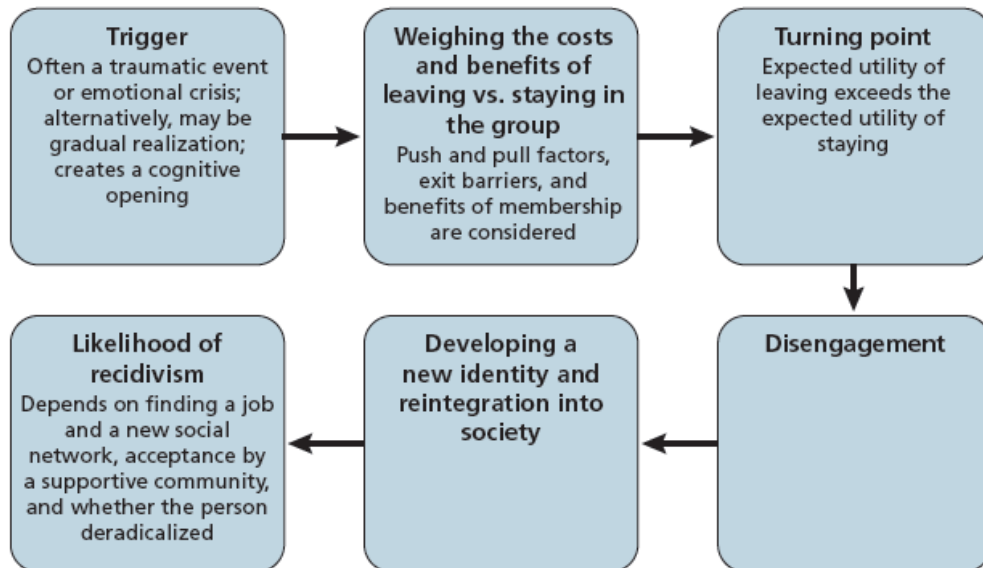 Trigger
Often a traumatic event
or emotional crisis;
alternatively, may be
gradual realization;
creates a cognitive
opening
Weighing the costs
and benefits of
leaving vs. staying in
the group
Push and pull factors,
exit barriers, and
benefits of membership
are considered
Turning point
Expected utility of
leaving exceeds the
expected utility of
staying
Disengagement
Developing a
new identity and
reintegration into
society
Likelihood of
recidivism
Depends on finding a job
and a new social
network, acceptance by
a supportive community,
and whether the person
deradicalized